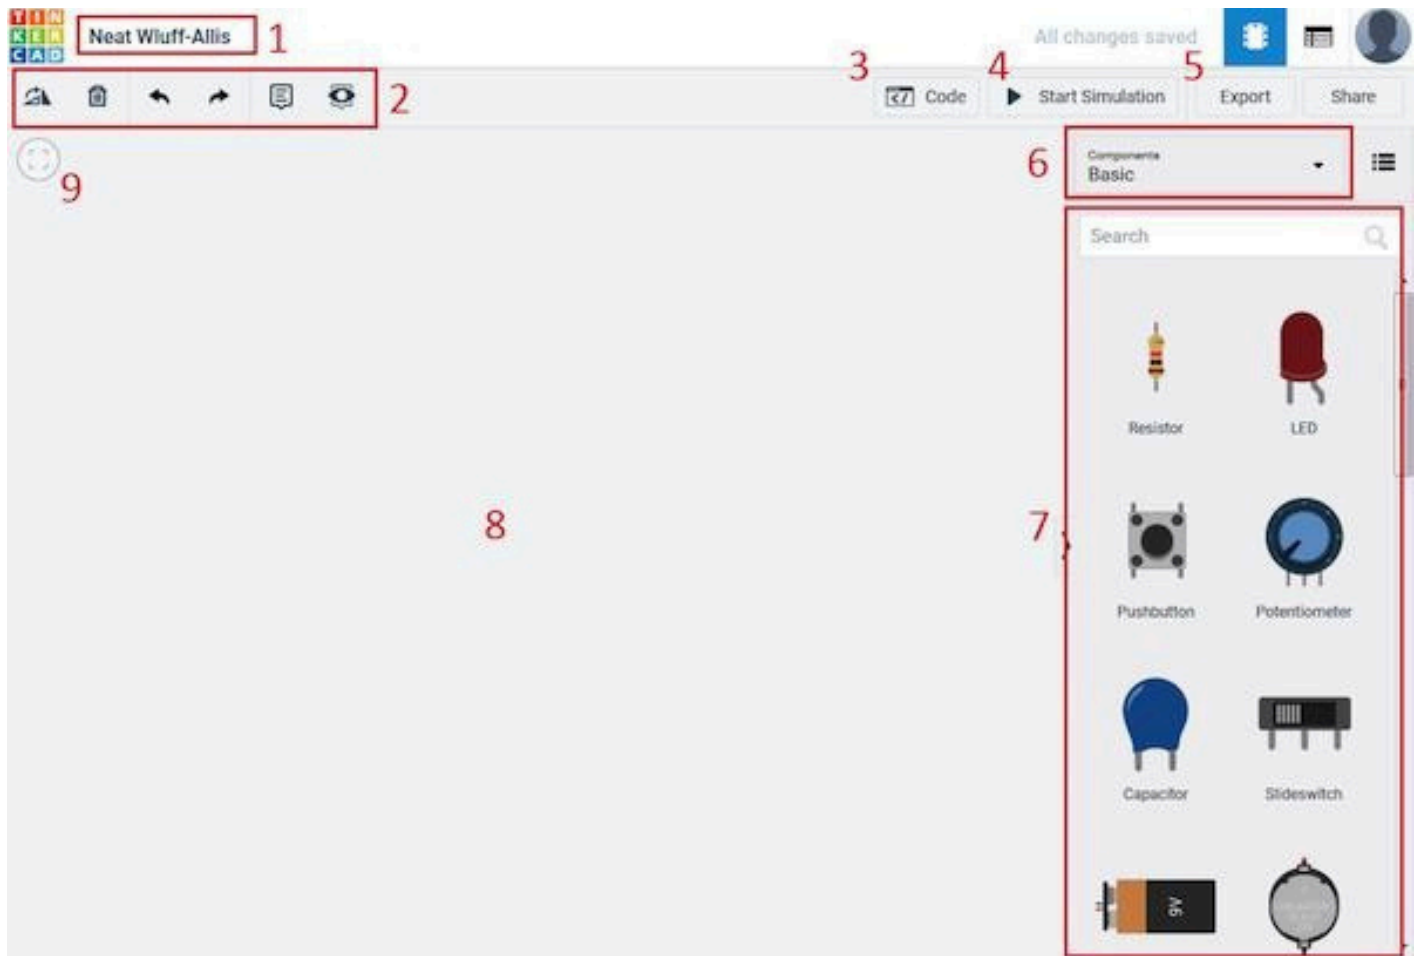 TIN
KER
CAD
Neat Wluff-Allis
1
All changes saved
2
3
Code
4
Start Simulation
5
Export
Share
9
6
Components
Basic
Search
Resistor
LED
8
7
Pushbutton
Potentiometer
Capacitor
Slideswitch
9V